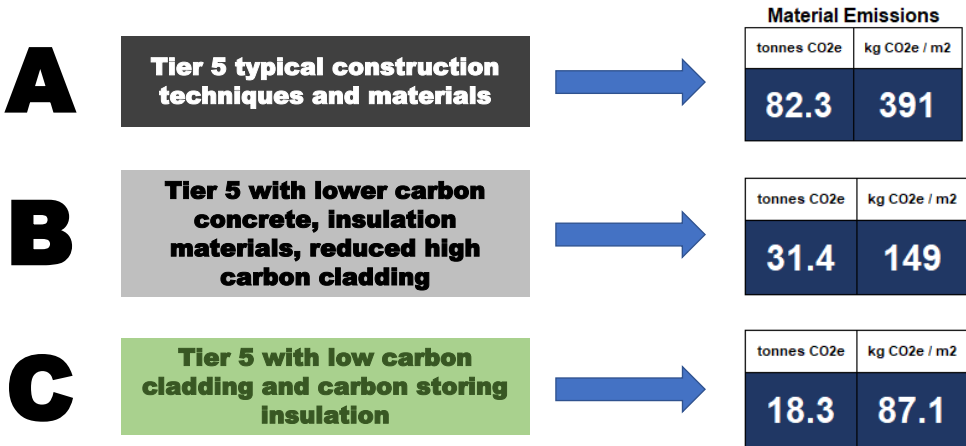 Material Emissions
A
Tier 5 typical construction
techniques and materials
tonnes CO2e
kg CO2e / m2
82.3
391
B
Tier 5 with lower carbon
concrete, insulation
materials, reduced high
carbon cladding
tonnes CO2e
kg CO2e / m2
31.4
149
C
Tier 5 with low carbon
cladding and carbon storing
insulation
tonnes CO2e
kg CO2e / m2
18.3
87.1